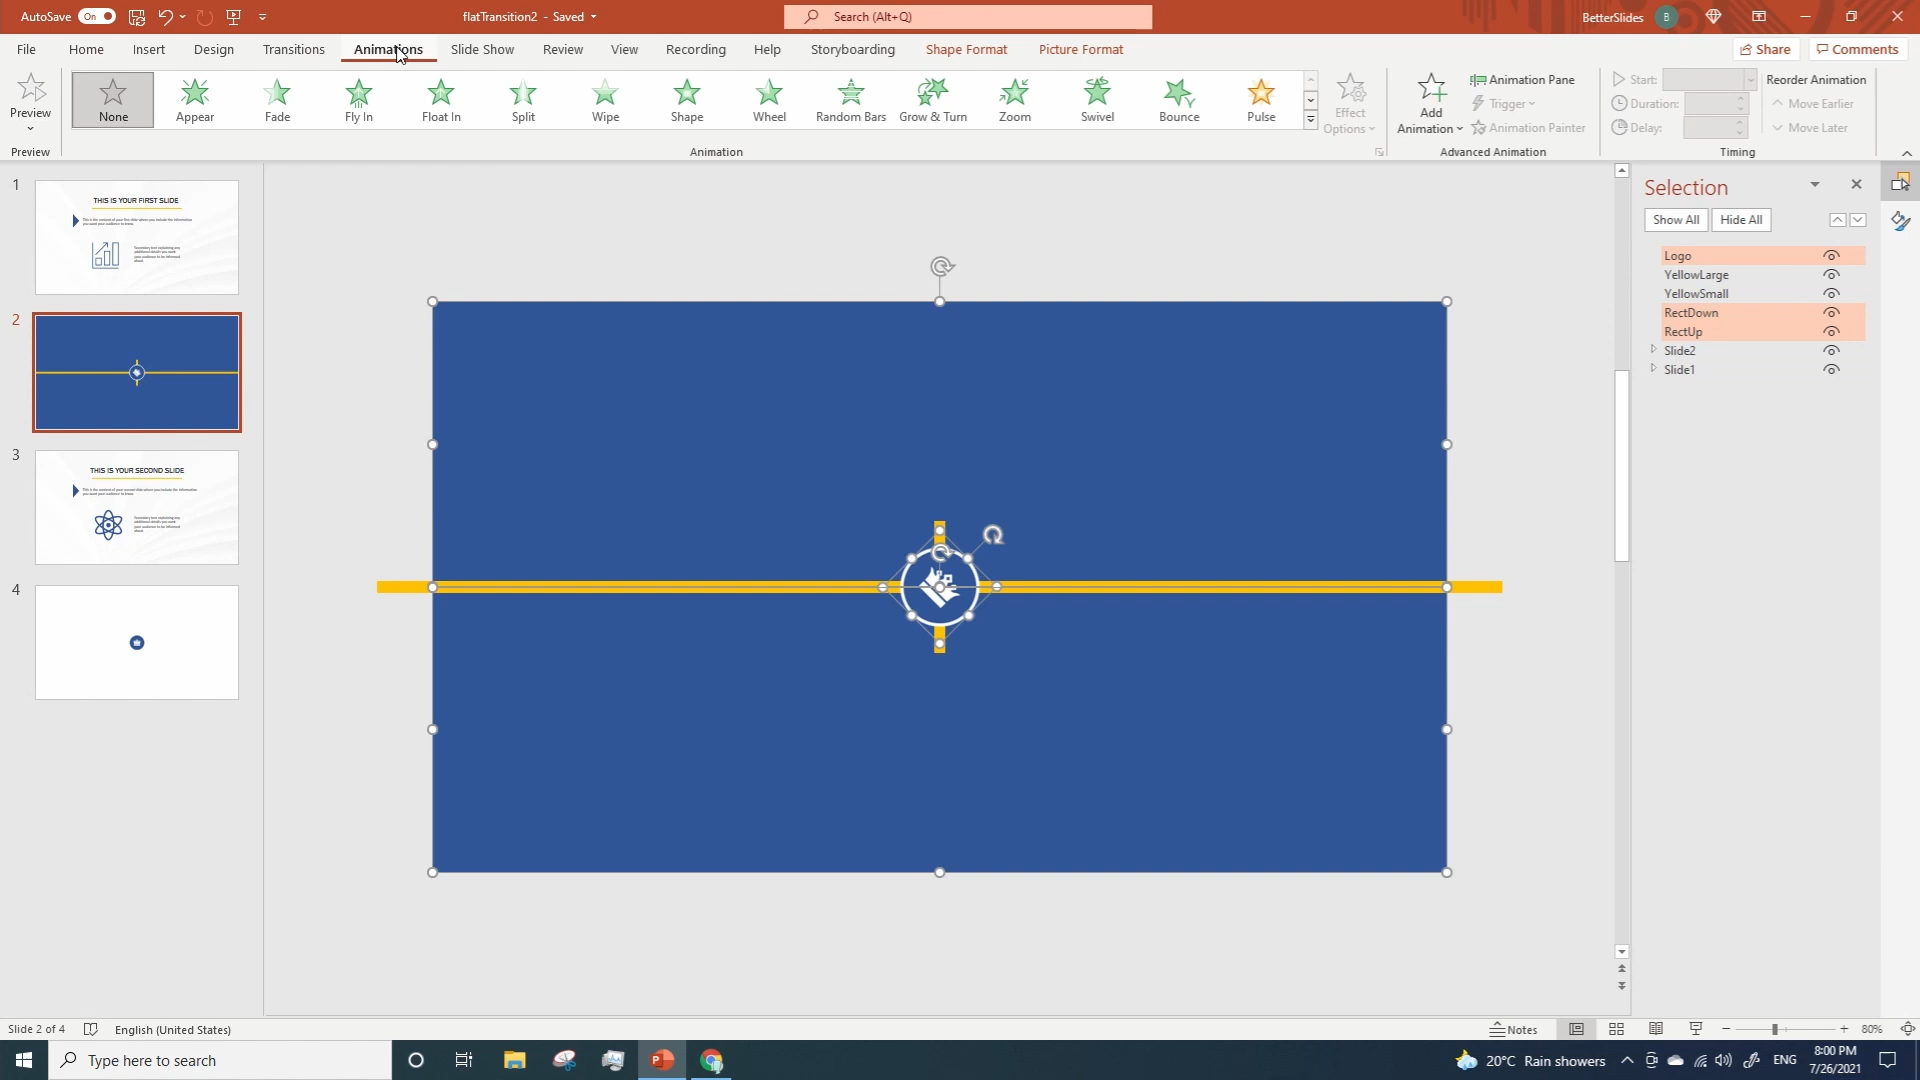 AutoSave On flatTransition2 - Saved Search (Alt+Q) BetterSlides B
File Home Insert Design Transitions Animations Slide Show Review View Recording Help Storyboarding Shape Format Picture Format Share Comments
Preview None Appear Fade Fly In Float In Split Wipe Shape Wheel Random Bars Grow & Turn Zoom Swivel Bounce Pulse Effect Options Add Animation
Animation Pane
Trigger
Animation Painter
Start: Reorder Animation
Duration: Move Earlier
Delay: Move Later
Preview Animation Advanced Animation Timing
1
THIS IS YOUR FIRST SLIDE
2
3
THIS IS YOUR SECOND SLIDE
4
Selection
Show All Hide All
Logo
YellowLarge
YellowSmall
RectDown
RectUp
Slide2
Slide1
Slide 2 of 4 English (United States) Notes 80%
Type here to search 20°C Rain showers ENG 8:00 PM
7/26/2021